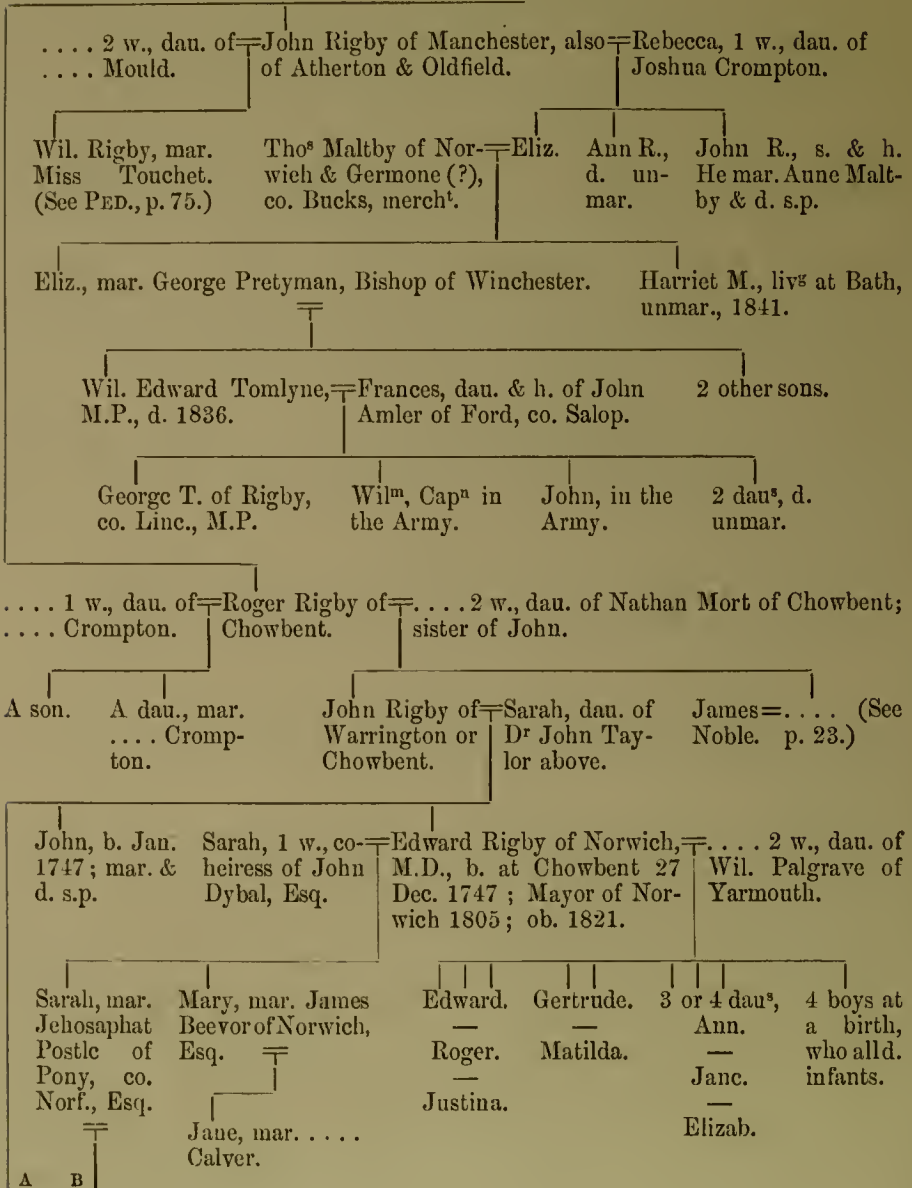 . . . . 2 w., dau. of John Rigby of Manchester, also Rebecca, 1 w., dau. of
. . . . Mould. of Atherton & Oldfield. Joshua Crompton.
Wil. Rigby, mar. Thoˢ Maltby of Nor- Eliz. Ann R., John R., s. & h.
Miss Touchet. wich & Germone (?), d. un- He mar. Anne Malt-
(See PED., p. 75.) co. Bucks, merchᵗ. mar. by & d. s.p.
Eliz., mar. George Pretyman, Bishop of Winchester. Harriet M., livᵍ at Bath,
unmar., 1841.
Wil. Edward Tomlyne, Frances, dau. & h. of John 2 other sons.
M.P., d. 1836. Amler of Ford, co. Salop.
George T. of Rigby, Wilᵐ, Capⁿ in John, in the 2 dauˢ, d.
co. Linc., M.P. the Army. Army. unmar.
. . . . 1 w., dau. of Roger Rigby of . . . . 2 w., dau. of Nathan Mort of Chowbent;
. . . . Crompton. Chowbent. sister of John.
A son. A dau., mar. John Rigby of Sarah, dau. of James=. . . . (See
. . . . Cromp- Warrington or Dʳ John Tay- Noble. p. 23.)
ton. Chowbent. lor above.
John, b. Jan. Sarah, 1 w., co- Edward Rigby of Norwich, . . . . 2 w., dau. of
1747; mar. & heiress of John M.D., b. at Chowbent 27 Wil. Palgrave of
d. s.p. Dybal, Esq. Dec. 1747 ; Mayor of Nor- Yarmouth.
wich 1805; ob. 1821.
Sarah, mar. Mary, mar. James Edward. Gertrude. 3 or 4 dauˢ, 4 boys at
Jehosaphat Beevor of Norwich, — — Ann. a birth,
Postle of Esq. Roger. Matilda. — who all d.
Pony, co. — Jane. infants.
Norf., Esq. Justina. —
Jane, mar. . . . . Elizab.
Calver.
A B